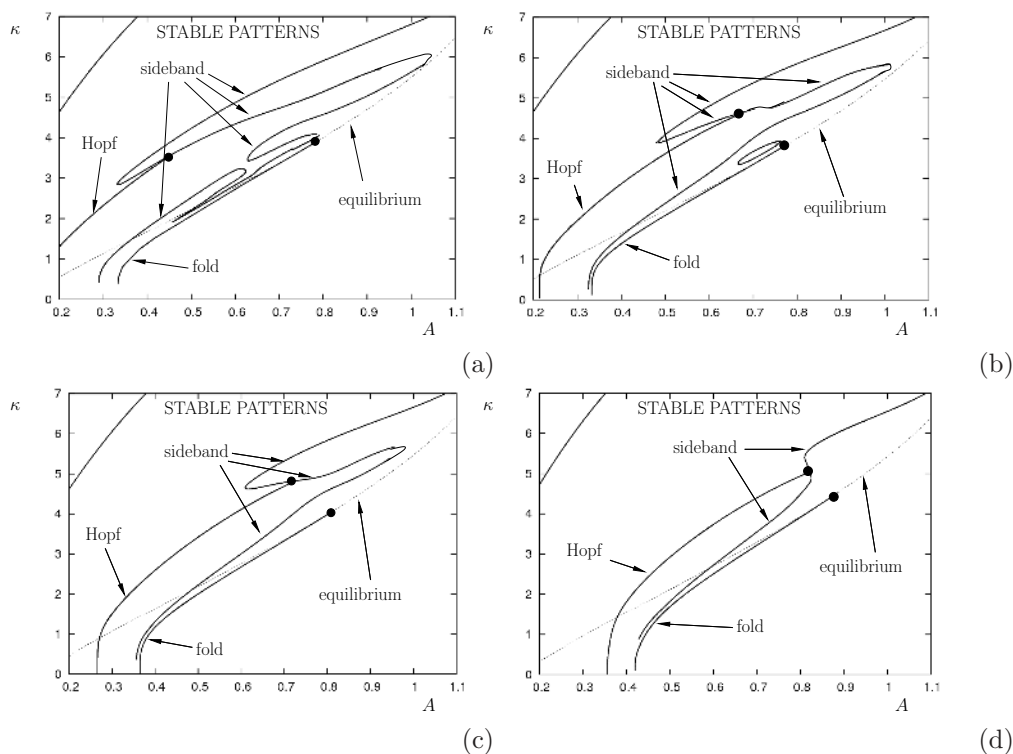 κ
7
6
5
4
3
2
1
0
STABLE PATTERNS
sideband
Hopf
equilibrium
fold
0.2 0.3 0.4 0.5 0.6 0.7 0.8 0.9 1 1.1
A
(a)
κ
7
6
5
4
3
2
1
0
STABLE PATTERNS
sideband
Hopf
equilibrium
fold
0.2 0.3 0.4 0.5 0.6 0.7 0.8 0.9 1 1.1
A
(b)
κ
7
6
5
4
3
2
1
0
STABLE PATTERNS
sideband
Hopf
equilibrium
fold
0.2 0.3 0.4 0.5 0.6 0.7 0.8 0.9 1 1.1
A
(c)
κ
7
6
5
4
3
2
1
0
STABLE PATTERNS
sideband
Hopf
equilibrium
fold
0.2 0.3 0.4 0.5 0.6 0.7 0.8 0.9 1 1.1
A
(d)